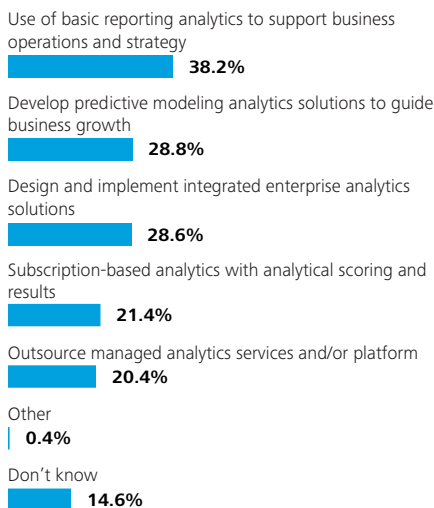 Use of basic reporting analytics to support business
operations and strategy
38.2%
Develop predictive modeling analytics solutions to guide
business growth
28.8%
Design and implement integrated enterprise analytics
solutions
28.6%
Subscription-based analytics with analytical scoring and
results
21.4%
Outsource managed analytics services and/or platform
20.4%
Other
0.4%
Don’t know
14.6%